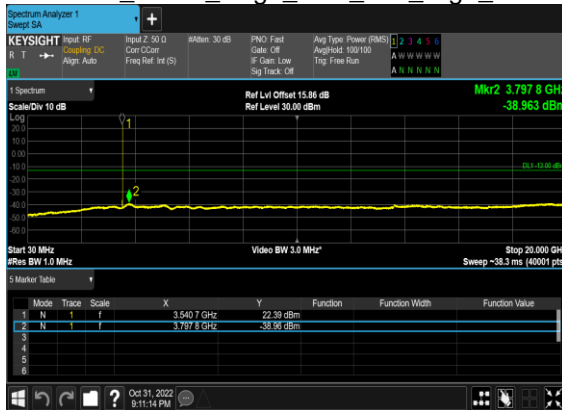 Spectrum Analyzer 1
Swept SA
+
KEYSIGHT Input: RF Input Z: 50 Ω #Atten: 30 dB PNO: Fast Avg Type: Power (RMS) 1 2 3 4 5 6
R T Coupling: DC Corr CCorr Gate: Off Avg|Hold: 100/100 A W W W W W
Align: Auto Freq Ref: Int (S) IF Gain: Low Trig: Free Run
Sig Track: Off A N N N N N
1 Spectrum Ref Lvl Offset 15.86 dB Mkr2 3.797 8 GHz
Scale/Div 10 dB Ref Level 30.00 dBm -38.963 dBm
Log
20.0
10.0
0.00
-10.0
-20.0
-30.0
-40.0
-50.0
-60.0
1
2
DL1 -13.00 dBm
Start 30 MHz Video BW 3.0 MHz* Stop 20.000 GHz
#Res BW 1.0 MHz Sweep ~38.3 ms (40001 pts)
5 Marker Table
Mode Trace Scale X Y Function Function Width Function Value
1 N 1 f 3.540 7 GHz 22.39 dBm
2 N 1 f 3.797 8 GHz -38.96 dBm
3
4
5
6
? Oct 31, 2022
9:11:14 PM